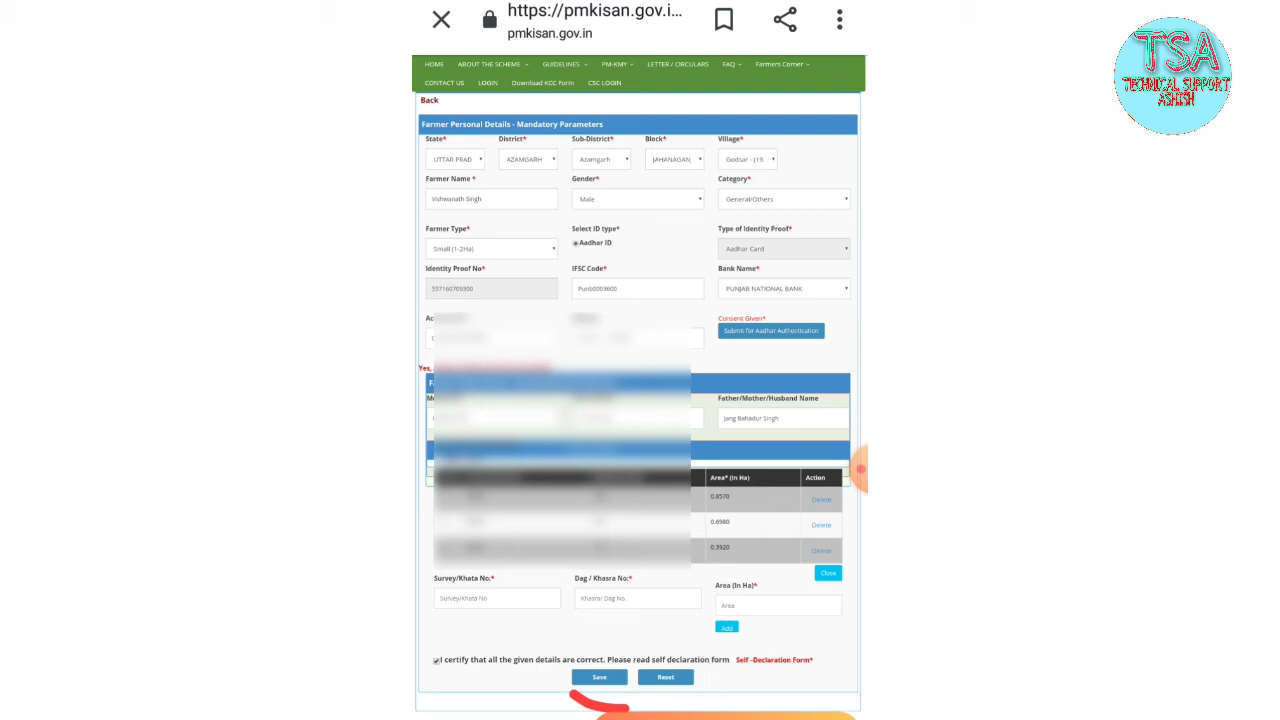 https://pmkisan.gov.i...
pmkisan.gov.in
TSA
TECHNICAL SUPPORT
ASHISH
HOME ABOUT THE SCHEME GUIDELINES PM-KMY LETTER / CIRCULARS FAQ Farmers Corner
CONTACT US LOGIN Download KCC Form CSC LOGIN
Back
Farmer Personal Details - Mandatory Parameters
State* District* Sub-District* Block* Village*
UTTAR PRAD AZAMGARH Azamgarh JAHANAGAN Godsar - (19
Farmer Name * Gender* Category*
Vishwanath Singh Male General/Others
Farmer Type* Select ID type* Type of Identity Proof*
Small (1-2Ha) Aadhar ID Aadhar Card
Identity Proof No* IFSC Code* Bank Name*
557160709300 Punb0003600 PUNJAB NATIONAL BANK
Consent Given*
Submit for Aadhar Authentication
Yes,
Father/Mother/Husband Name
Jang Bahadur Singh
Area* (In Ha) Action
0.8570 Delete
0.6980 Delete
0.3920 Delete
Close
Survey/Khata No:* Dag / Khasra No:* Area (In Ha)*
Survey/Khata No Khasra/ Dag No. Area
Add
I certify that all the given details are correct. Please read self declaration form Self -Declaration Form*
Save Reset